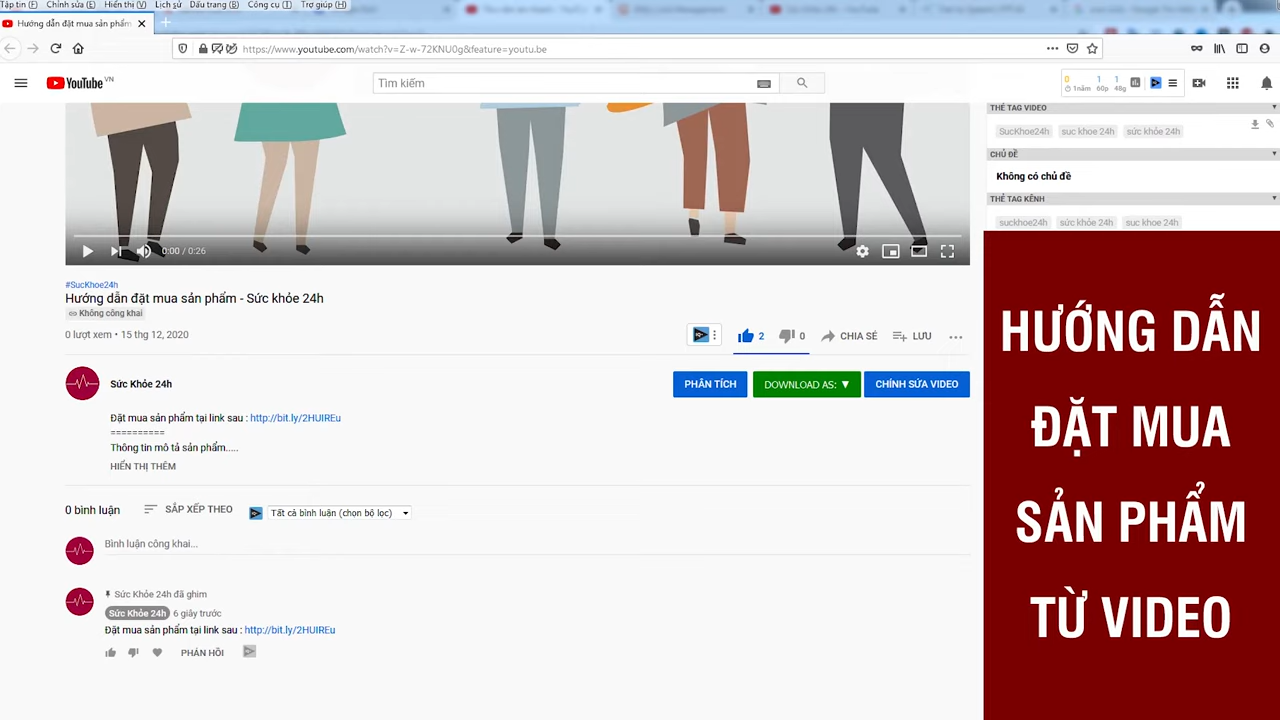 Tập tin (F) Chỉnh sửa (E) Hiển thị (V) Lịch sử Dấu trang (B) Công cụ (T) Trợ giúp (H)
Hướng dẫn đặt mua sản phẩm
https://www.youtube.com/watch?v=Z-w-72KNU0g&feature=youtu.be
YouTube VN
Tìm kiếm
0 1 1
1năm 60p 48g
THẺ TAG VIDEO
SucKhoe24h suc khoe 24h sức khỏe 24h
CHỦ ĐỀ
Không có chủ đề
THẺ TAG KÊNH
suckhoe24h sức khỏe 24h suc khoe 24h
0:00 / 0:26
#SucKhoe24h
Hướng dẫn đặt mua sản phẩm - Sức khỏe 24h
Không công khai
0 lượt xem • 15 thg 12, 2020
2 0 CHIA SẺ LƯU
Sức Khỏe 24h
PHÂN TÍCH DOWNLOAD AS: ▼ CHỈNH SỬA VIDEO
Đặt mua sản phẩm tại link sau : http://bit.ly/2HUIREu
==========
Thông tin mô tả sản phẩm.....
HIỂN THỊ THÊM
0 bình luận SẮP XẾP THEO Tất cả bình luận (chọn bộ lọc)
Bình luận công khai...
Sức Khỏe 24h đã ghim
Sức Khỏe 24h 6 giây trước
Đặt mua sản phẩm tại link sau : http://bit.ly/2HUIREu
PHẢN HỒI
HƯỚNG DẪN
ĐẶT MUA
SẢN PHẨM
TỪ VIDEO